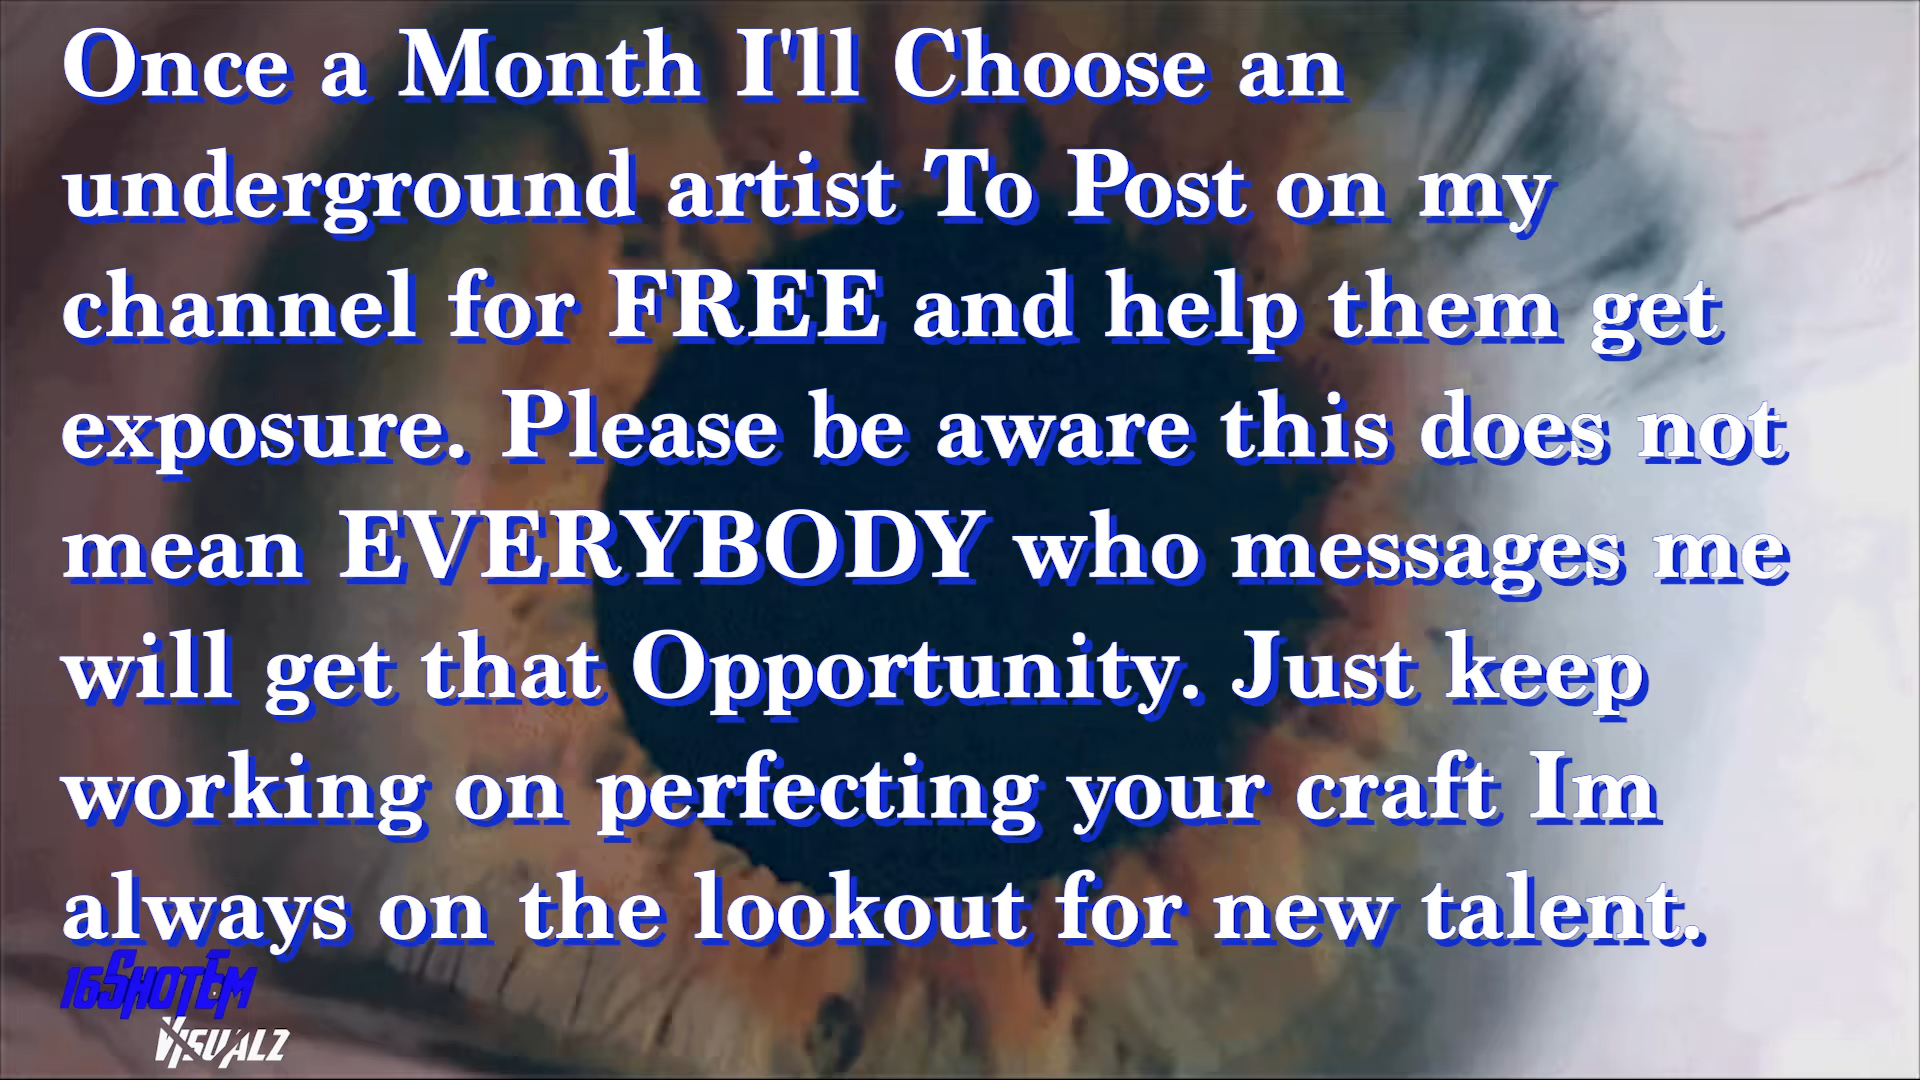 Once a Month I'll Choose an
underground artist To Post on my
channel for FREE and help them get
exposure. Please be aware this does not
mean EVERYBODY who messages me
will get that Opportunity. Just keep
working on perfecting your craft Im
always on the lookout for new talent.
16ShotEm
Visualz